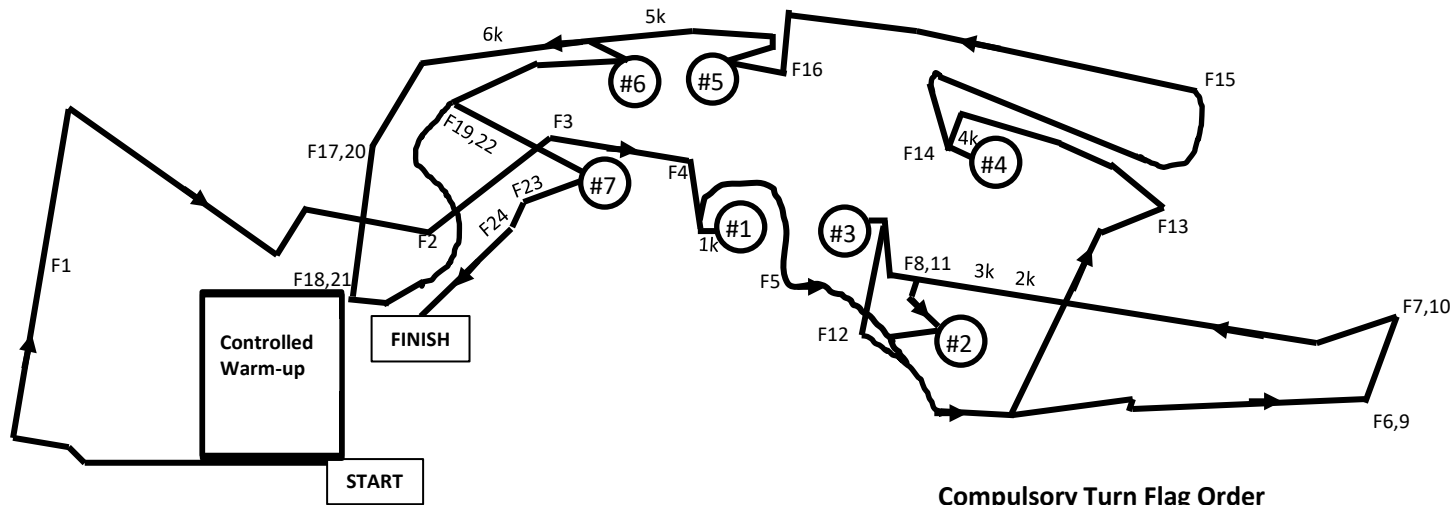 5k
6k
#6
#5
F16
F15
F3
F19,22
4k
F14
#4
F17,20
F4
#7
F23
F24
F2
#1
1k
#3
F13
F1
F18,21
F5
F8,11
3k
2k
F7,10
Controlled
Warm-up
FINISH
F12
#2
F6,9
START
Compulsory Turn Flag Order